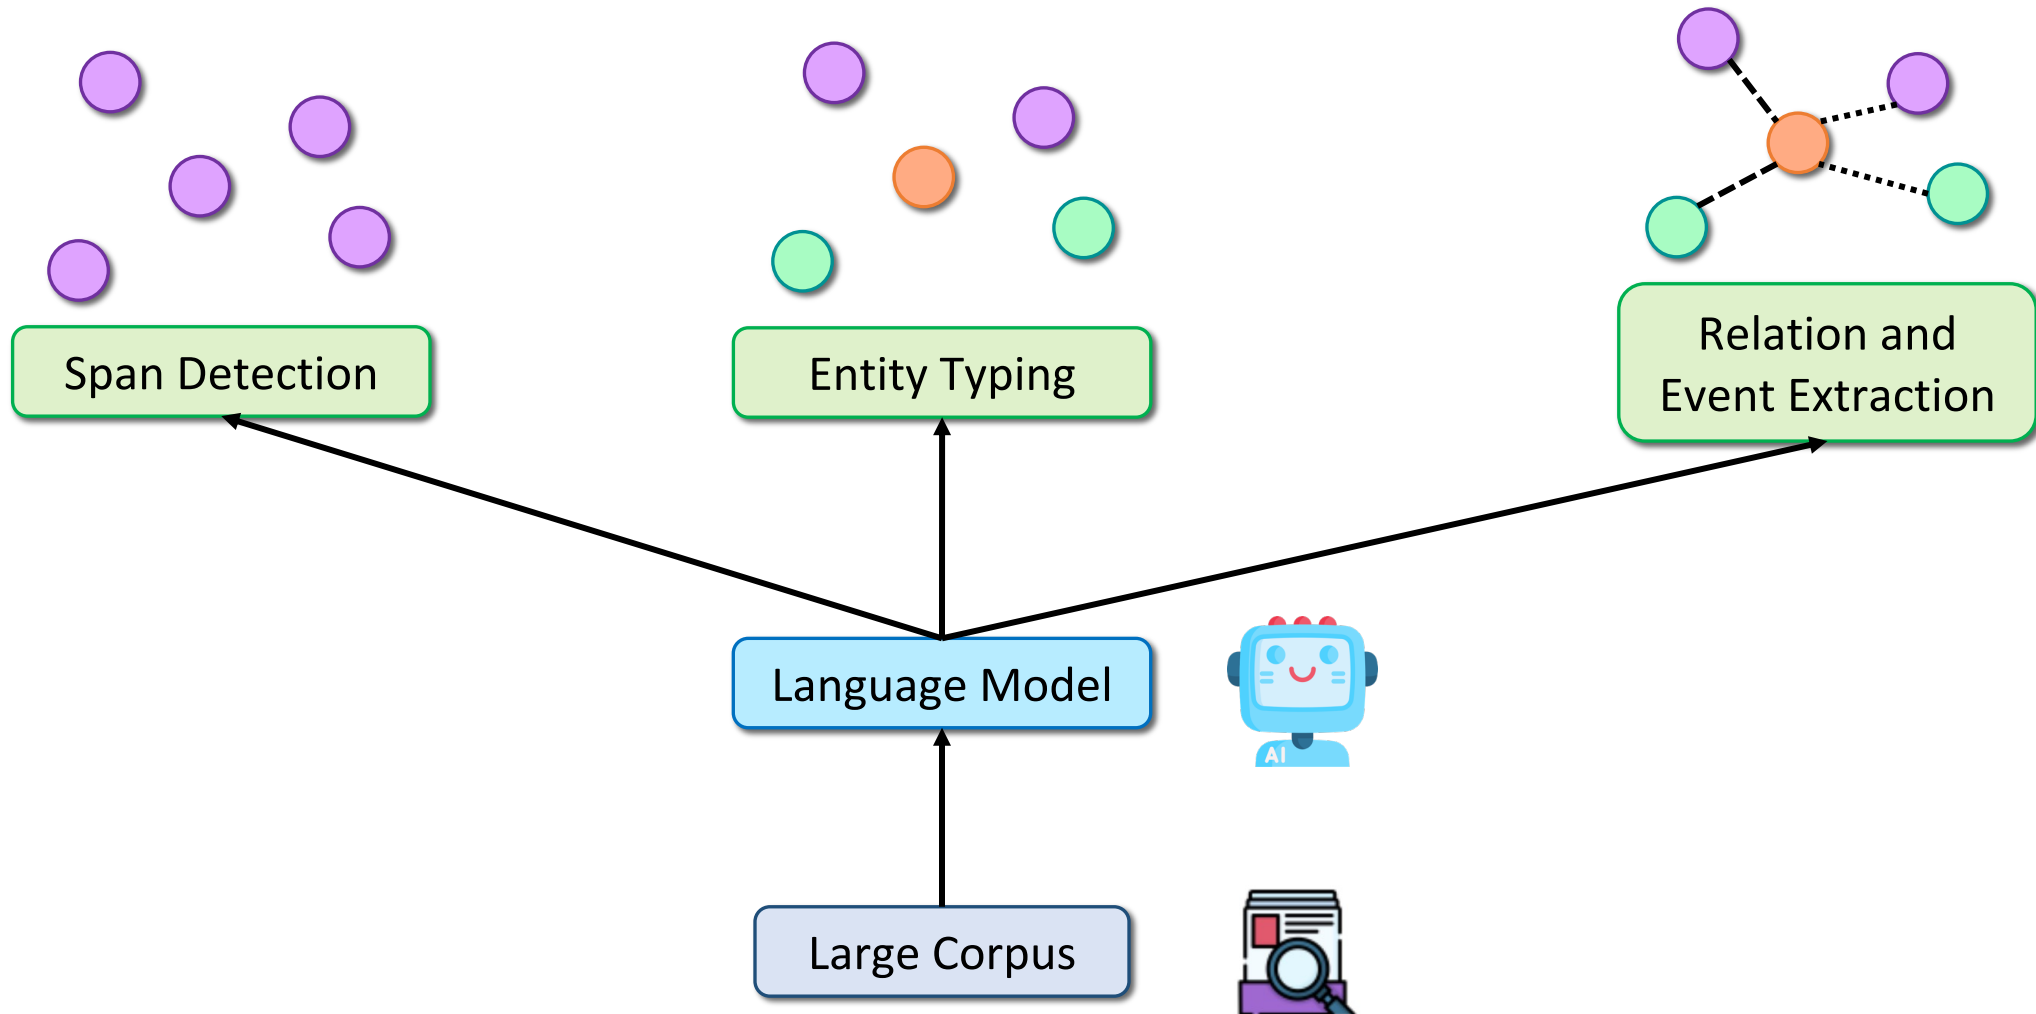 Span Detection
Entity Typing
Relation and
Event Extraction
Language Model
AI
Large Corpus